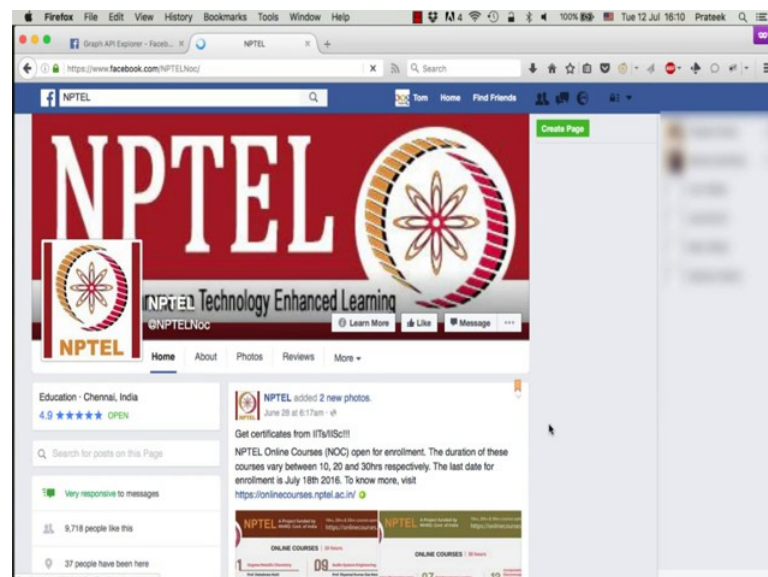 Firefox File Edit View History Bookmarks Tools Window Help 4 100% Tue 12 Jul 16:10 Prateek
Graph API Explorer - Faceb... × NPTEL × +
https://www.facebook.com/NPTELNoc/ × Search
NPTEL Tom Home Find Friends
Create Page
NPTEL
Technology Enhanced Learning
NPTEL
@NPTELNoc
Learn More Like Message
NPTEL
Home About Photos Reviews More
Education · Chennai, India
4.9 ★★★★★ OPEN
Search for posts on this Page
Very responsive to messages
9,718 people like this
37 people have been here
NPTEL added 2 new photos.
June 28 at 6:17am ·
Get certificates from IITs/IISc!!!
NPTEL Online Courses (NOC) open for enrollment. The duration of these
courses vary between 10, 20 and 30hrs respectively. The last date for
enrollment is July 18th 2016. To know more, visit
https://onlinecourses.nptel.ac.in/
NPTEL https://onlinecourses NPTEL https://onlinecourses
ONLINE COURSES ONLINE COURSES
09